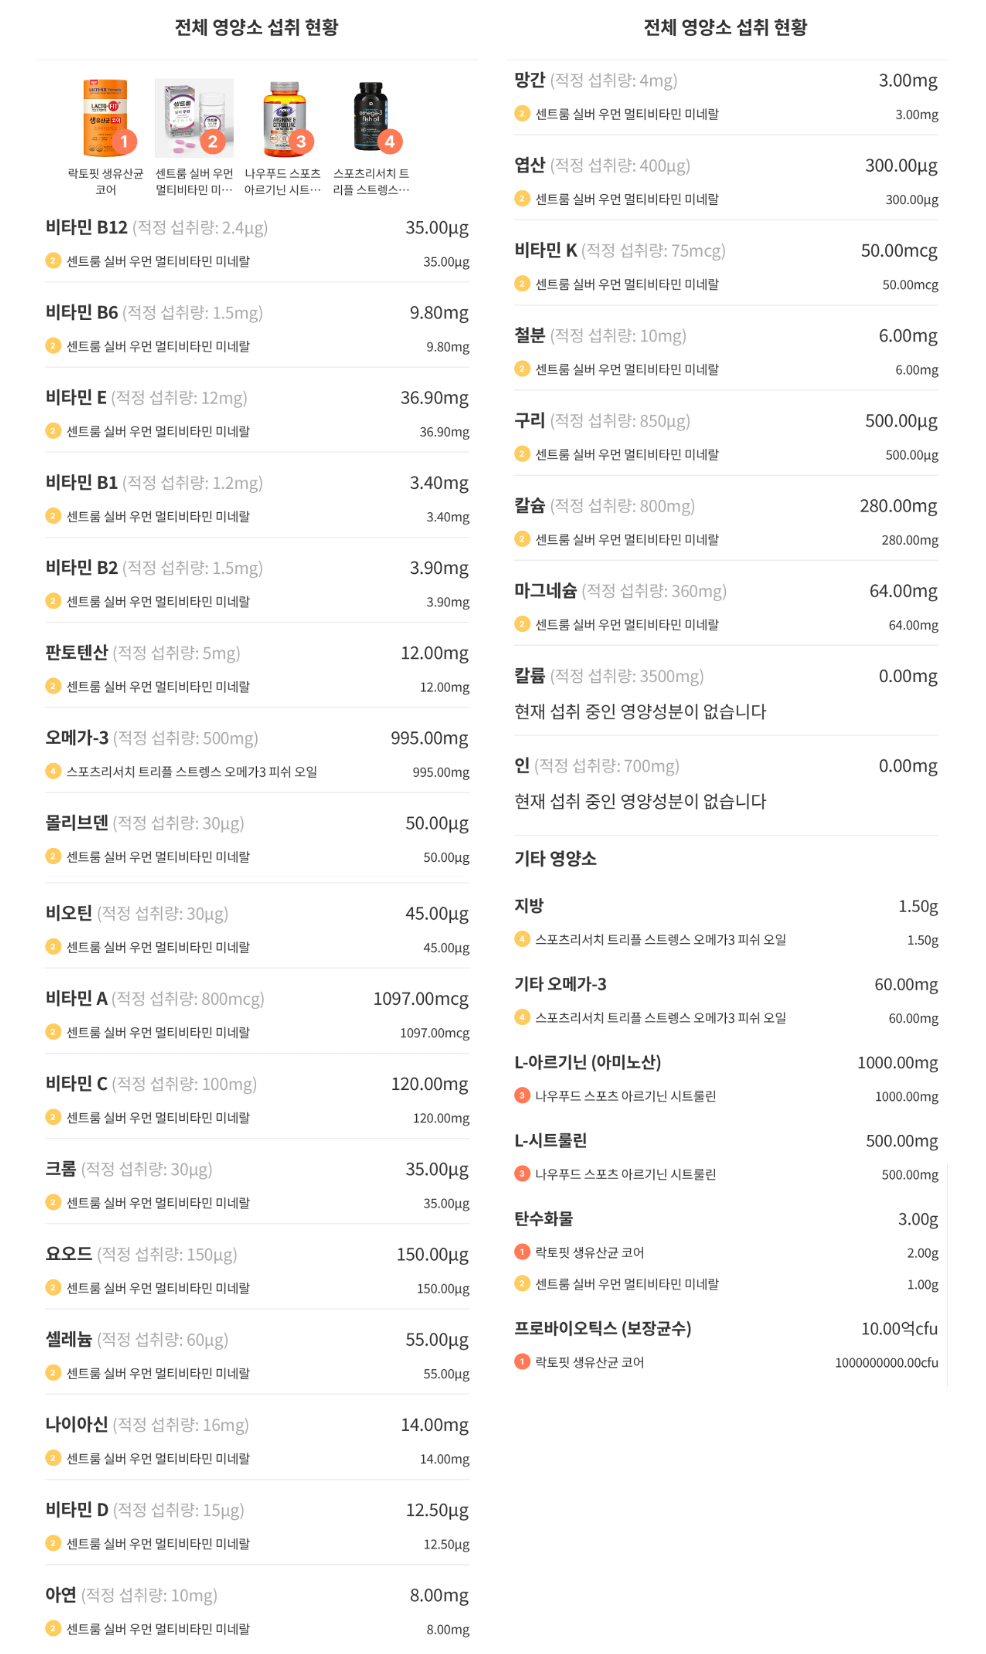 전체 영양소 섭취 현황
LACTO-FIT
생유산균 코어
1
센트룸
2
NOW
ARGININE & CITRULLINE
3
omega-3
fish oil
4
락토핏 생유산균
코어
센트룸 실버 우먼
멀티비타민 미…
나우푸드 스포츠
아르기닌 시트…
스포츠리서치 트
리플 스트렝스…
비타민 B12 (적정 섭취량: 2.4μg) 35.00μg
2 센트룸 실버 우먼 멀티비타민 미네랄 35.00μg
비타민 B6 (적정 섭취량: 1.5mg) 9.80mg
2 센트룸 실버 우먼 멀티비타민 미네랄 9.80mg
비타민 E (적정 섭취량: 12mg) 36.90mg
2 센트룸 실버 우먼 멀티비타민 미네랄 36.90mg
비타민 B1 (적정 섭취량: 1.2mg) 3.40mg
2 센트룸 실버 우먼 멀티비타민 미네랄 3.40mg
비타민 B2 (적정 섭취량: 1.5mg) 3.90mg
2 센트룸 실버 우먼 멀티비타민 미네랄 3.90mg
판토텐산 (적정 섭취량: 5mg) 12.00mg
2 센트룸 실버 우먼 멀티비타민 미네랄 12.00mg
오메가-3 (적정 섭취량: 500mg) 995.00mg
4 스포츠리서치 트리플 스트렝스 오메가3 피쉬 오일 995.00mg
몰리브덴 (적정 섭취량: 30μg) 50.00μg
2 센트룸 실버 우먼 멀티비타민 미네랄 50.00μg
비오틴 (적정 섭취량: 30μg) 45.00μg
2 센트룸 실버 우먼 멀티비타민 미네랄 45.00μg
비타민 A (적정 섭취량: 800mcg) 1097.00mcg
2 센트룸 실버 우먼 멀티비타민 미네랄 1097.00mcg
비타민 C (적정 섭취량: 100mg) 120.00mg
2 센트룸 실버 우먼 멀티비타민 미네랄 120.00mg
크롬 (적정 섭취량: 30μg) 35.00μg
2 센트룸 실버 우먼 멀티비타민 미네랄 35.00μg
요오드 (적정 섭취량: 150μg) 150.00μg
2 센트룸 실버 우먼 멀티비타민 미네랄 150.00μg
셀레늄 (적정 섭취량: 60μg) 55.00μg
2 센트룸 실버 우먼 멀티비타민 미네랄 55.00μg
나이아신 (적정 섭취량: 16mg) 14.00mg
2 센트룸 실버 우먼 멀티비타민 미네랄 14.00mg
비타민 D (적정 섭취량: 15μg) 12.50μg
2 센트룸 실버 우먼 멀티비타민 미네랄 12.50μg
아연 (적정 섭취량: 10mg) 8.00mg
2 센트룸 실버 우먼 멀티비타민 미네랄 8.00mg
전체 영양소 섭취 현황
망간 (적정 섭취량: 4mg) 3.00mg
2 센트룸 실버 우먼 멀티비타민 미네랄 3.00mg
엽산 (적정 섭취량: 400μg) 300.00μg
2 센트룸 실버 우먼 멀티비타민 미네랄 300.00μg
비타민 K (적정 섭취량: 75mcg) 50.00mcg
2 센트룸 실버 우먼 멀티비타민 미네랄 50.00mcg
철분 (적정 섭취량: 10mg) 6.00mg
2 센트룸 실버 우먼 멀티비타민 미네랄 6.00mg
구리 (적정 섭취량: 850μg) 500.00μg
2 센트룸 실버 우먼 멀티비타민 미네랄 500.00μg
칼슘 (적정 섭취량: 800mg) 280.00mg
2 센트룸 실버 우먼 멀티비타민 미네랄 280.00mg
마그네슘 (적정 섭취량: 360mg) 64.00mg
2 센트룸 실버 우먼 멀티비타민 미네랄 64.00mg
칼륨 (적정 섭취량: 3500mg) 0.00mg
현재 섭취 중인 영양성분이 없습니다
인 (적정 섭취량: 700mg) 0.00mg
현재 섭취 중인 영양성분이 없습니다
기타 영양소
지방 1.50g
4 스포츠리서치 트리플 스트렝스 오메가3 피쉬 오일 1.50g
기타 오메가-3 60.00mg
4 스포츠리서치 트리플 스트렝스 오메가3 피쉬 오일 60.00mg
L-아르기닌 (아미노산) 1000.00mg
3 나우푸드 스포츠 아르기닌 시트룰린 1000.00mg
L-시트룰린 500.00mg
3 나우푸드 스포츠 아르기닌 시트룰린 500.00mg
탄수화물 3.00g
1 락토핏 생유산균 코어 2.00g
2 센트룸 실버 우먼 멀티비타민 미네랄 1.00g
프로바이오틱스 (보장균수) 10.00억cfu
1 락토핏 생유산균 코어 1000000000.00cfu